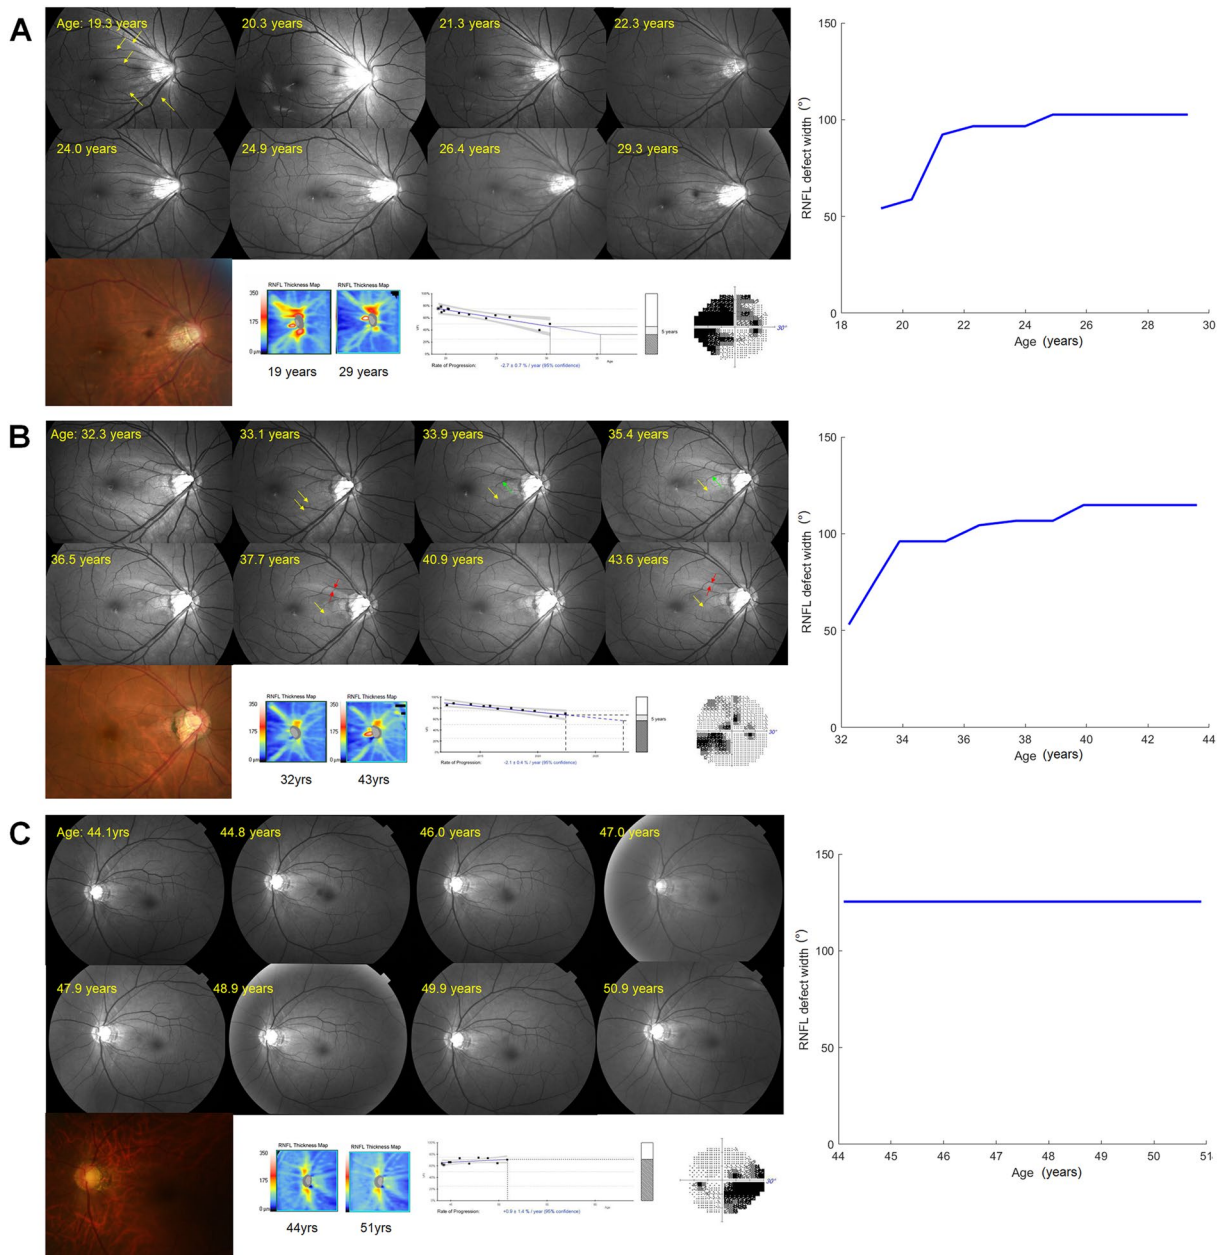 A
Age: 19.3 years
20.3 years
21.3 years
22.3 years
24.0 years
24.9 years
26.4 years
29.3 years
RNFL Thickness Map
RNFL Thickness Map
350
175
0 µm
19 years
29 years
5 years
Age
Rate of Progression:
-2.7 ± 0.7 % / year (95% confidence)
30°
RNFL defect width (°)
150
100
50
0
18 20 22 24 26 28 30
Age (years)
B
Age: 32.3 years
33.1 years
33.9 years
35.4 years
36.5 years
37.7 years
40.9 years
43.6 years
RNFL Thickness Map
RNFL Thickness Map
350
175
0 µm
32yrs
43yrs
5 years
Rate of Progression:
30°
RNFL defect width (°)
150
100
50
0
32 34 36 38 40 42 44
Age (years)
C
Age: 44.1yrs
44.8 years
46.0 years
47.0 years
47.9 years
48.9 years
49.9 years
50.9 years
RNFL Thickness Map
RNFL Thickness Map
350
175
0 µm
44yrs
51yrs
5 years
Age
Rate of Progression:
30°
RNFL defect width (°)
150
100
50
0
44 45 46 47 48 49 50 51
Age (years)